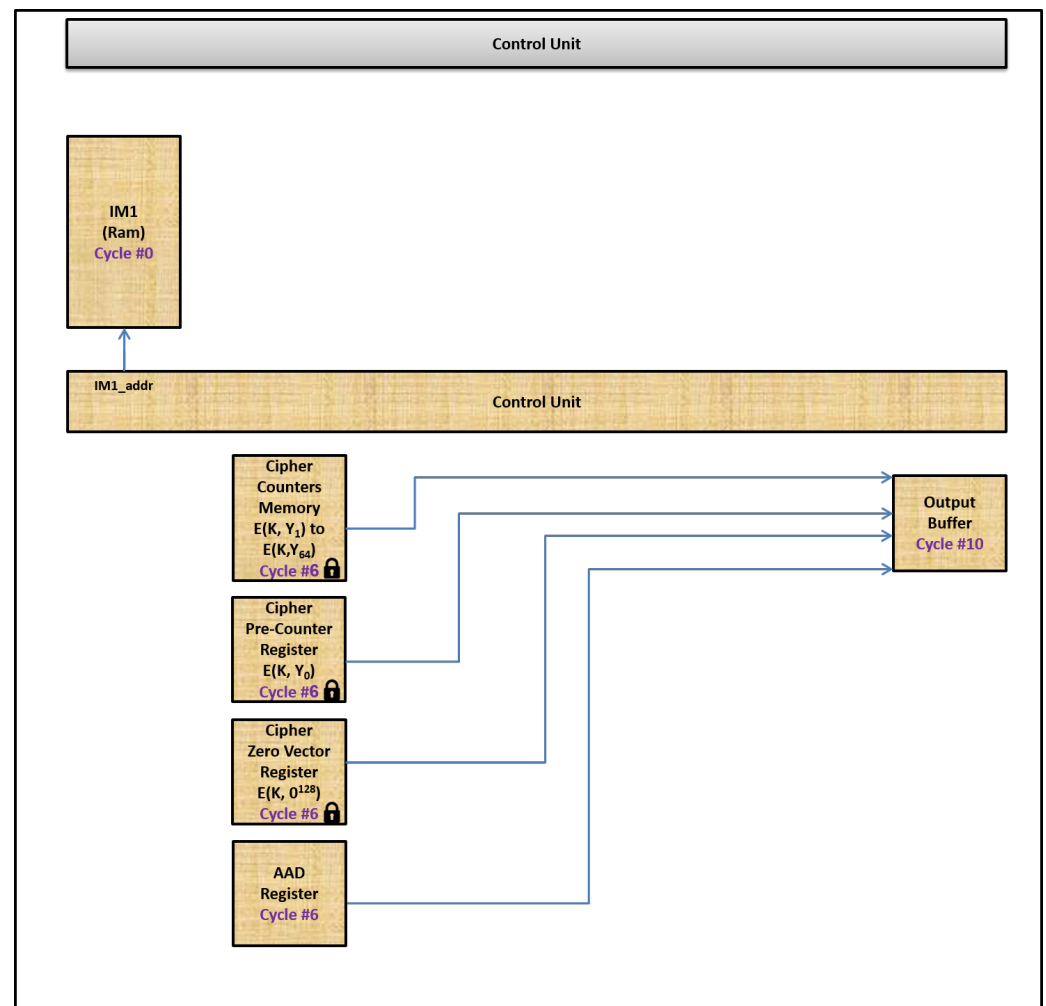 Control Unit
IM1
(Ram)
Cycle #0
IM1_addr
Control Unit
Cipher
Counters
Memory
E(K, Y₁) to
E(K,Y₆₄)
Cycle #6
Output
Buffer
Cycle #10
Cipher
Pre-Counter
Register
E(K, Y₀)
Cycle #6
Cipher
Zero Vector
Register
E(K, 0¹²⁸)
Cycle #6
AAD
Register
Cycle #6